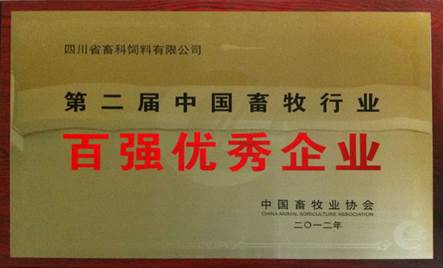 四川省畜科饲料有限公司
第二届中国畜牧行业
百强优秀企业
中国畜牧业协会
CHINA ANIMAL AGRICULTURE ASSOCIATION
二〇一二年